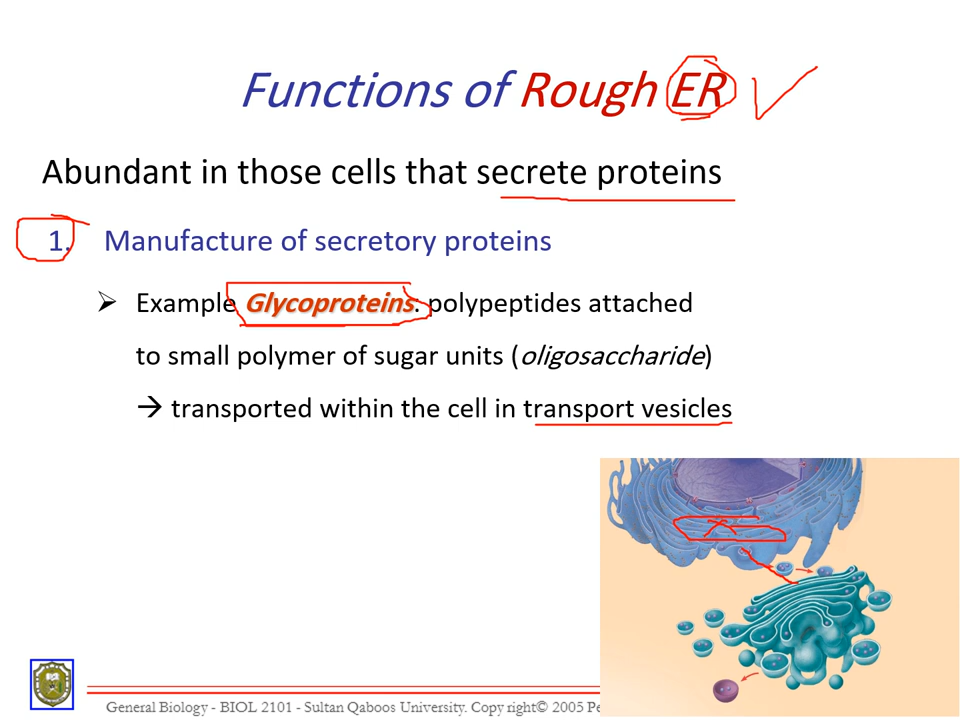 Functions of Rough ER
Abundant in those cells that secrete proteins
1. Manufacture of secretory proteins
➢ Example Glycoproteins: polypeptides attached
to small polymer of sugar units (oligosaccharide)
→ transported within the cell in transport vesicles
General Biology - BIOL 2101 - Sultan Qaboos University. Copy right© 2005